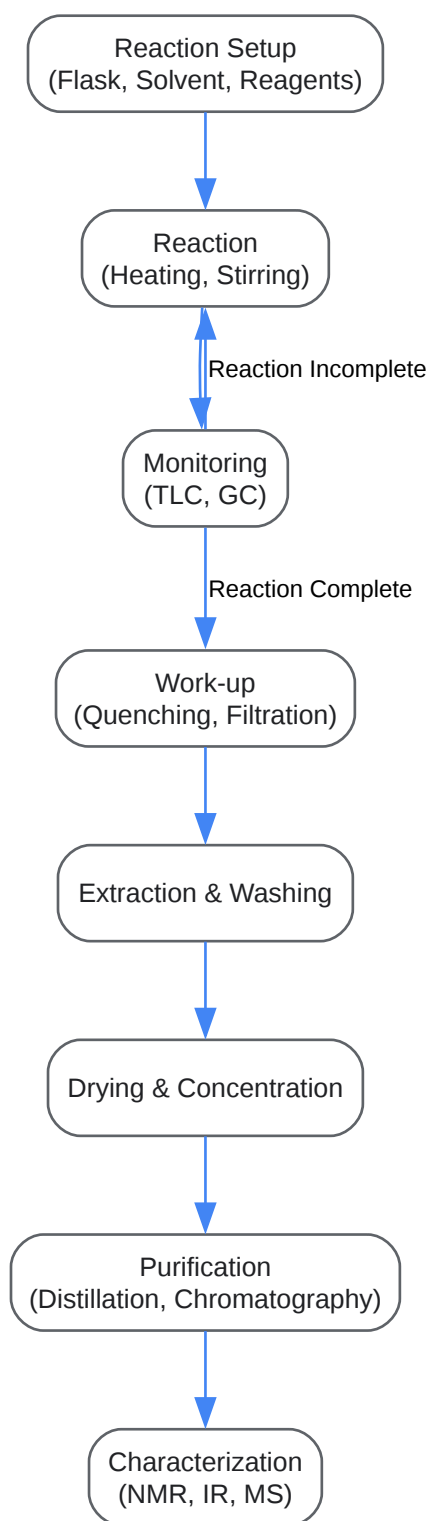 Reaction Setup
(Flask, Solvent, Reagents)
Reaction
(Heating, Stirring)
Reaction Incomplete
Monitoring
(TLC, GC)
Reaction Complete
Work-up
(Quenching, Filtration)
Extraction & Washing
Drying & Concentration
Purification
(Distillation, Chromatography)
Characterization
(NMR, IR, MS)